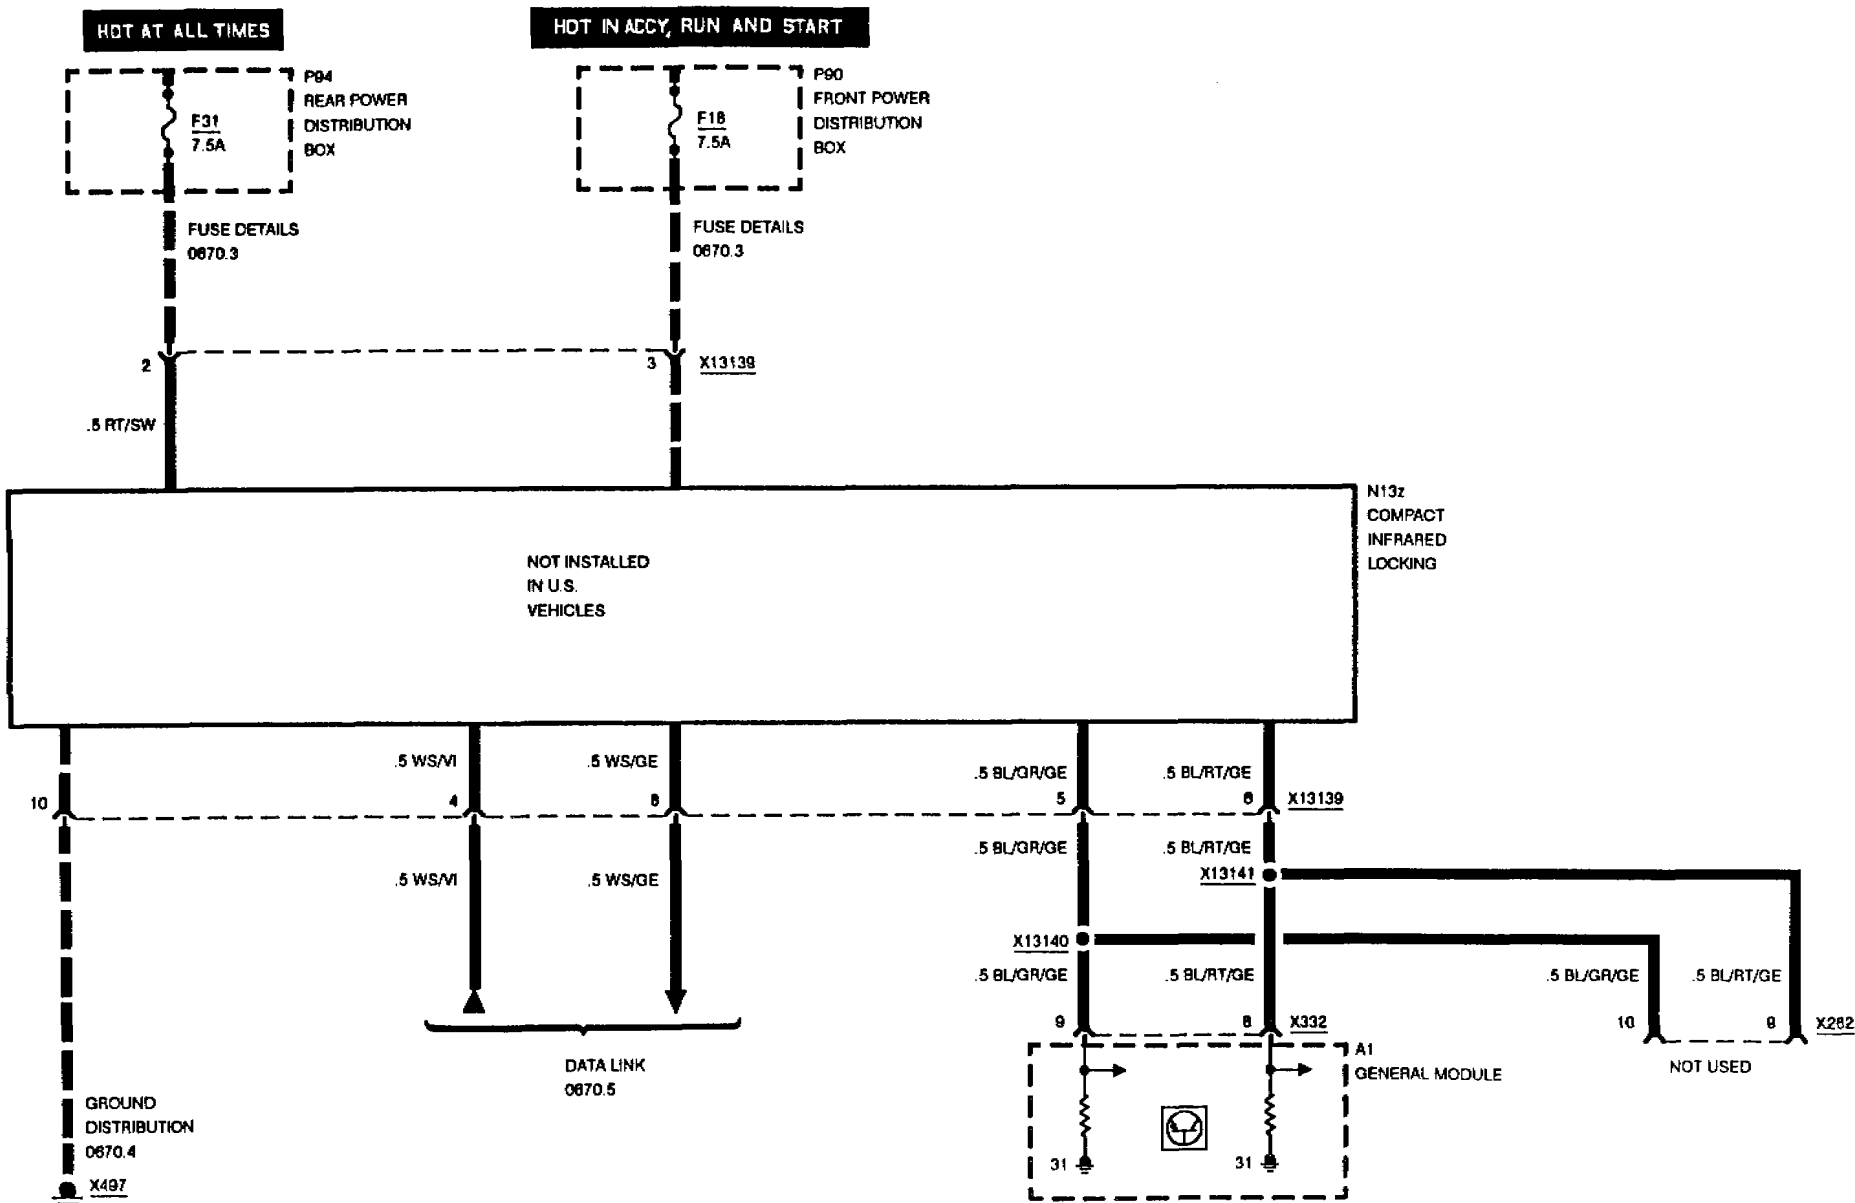 HOT AT ALL TIMES
HOT IN ACCY, RUN AND START
P94
REAR POWER
DISTRIBUTION
BOX
F31
7.5A
P90
FRONT POWER
DISTRIBUTION
BOX
F18
7.5A
FUSE DETAILS
0670.3
FUSE DETAILS
0670.3
2
3
X13139
.5 RT/SW
N13z
COMPACT
INFRARED
LOCKING
NOT INSTALLED
IN U.S.
VEHICLES
.5 WS/VI
.5 WS/GE
.5 BL/GR/GE
.5 BL/RT/GE
10
4
8
5
6
X13139
.5 BL/GR/GE
.5 BL/RT/GE
.5 WS/VI
.5 WS/GE
X13141
X13140
.5 BL/GR/GE
.5 BL/RT/GE
.5 BL/GR/GE
.5 BL/RT/GE
9
8
X332
10
9
X262
NOT USED
A1
GENERAL MODULE
DATA LINK
0670.5
GROUND
DISTRIBUTION
0670.4
X497
31
31